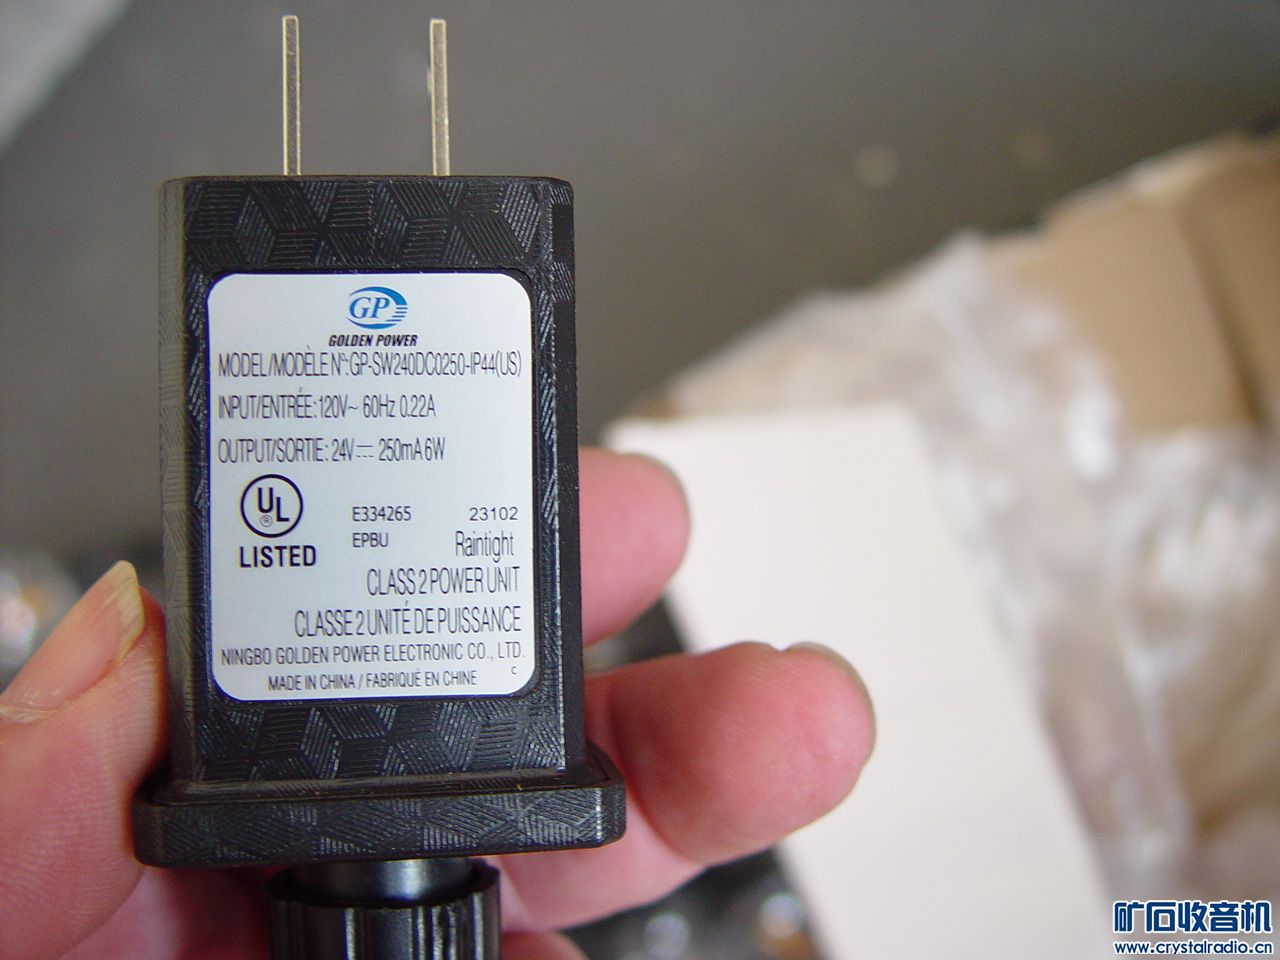 GP
GOLDEN POWER
MODEL/MODÈLE N°:GP-SW240DC0250-IP44(US)
INPUT/ENTRÉE:120V~ 60Hz 0.22A
OUTPUT/SORTIE: 24V⎓ 250mA 6W
UL
®
LISTED
E334265 23102
EPBU Raintight
CLASS 2 POWER UNIT
CLASSE 2 UNITÉ DE PUISSANCE
NINGBO GOLDEN POWER ELECTRONIC CO., LTD.
MADE IN CHINA / FABRIQUÉ EN CHINE c
矿石收音机
www.crystalradio.cn